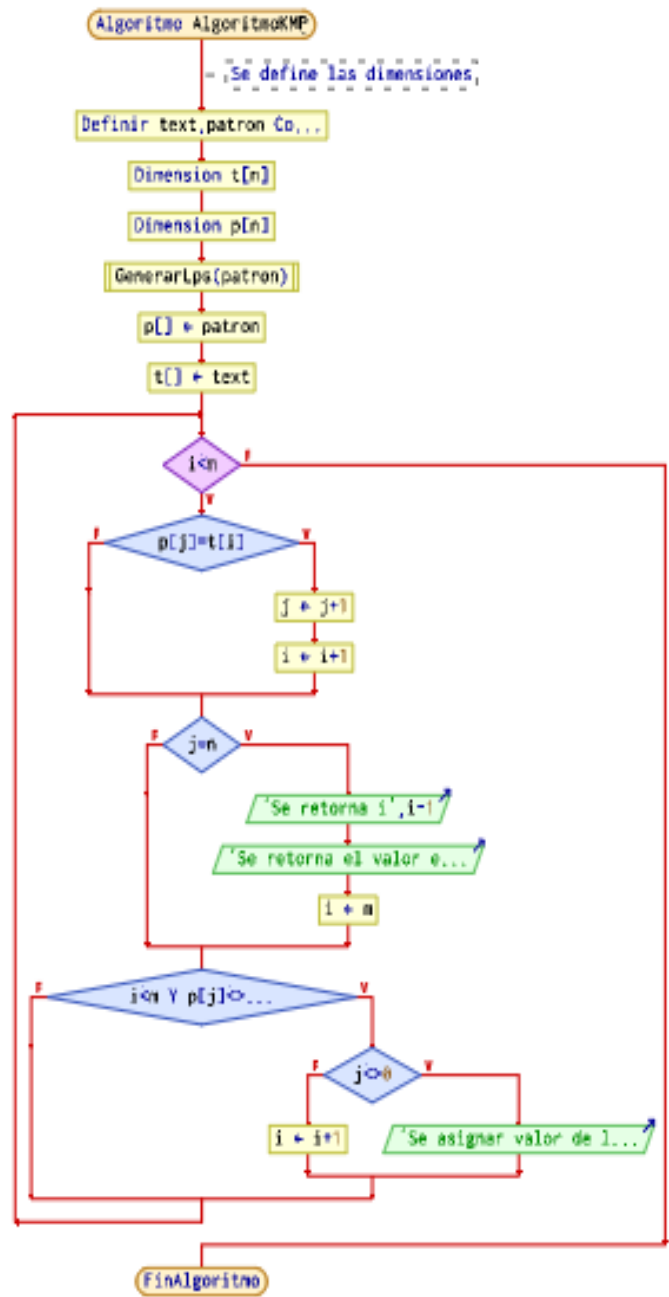 Algoritmo AlgoritmoKMP
Se define las dimensiones
Definir text,patron Co...
Dimension t[n]
Dimension p[n]
GenerarLps(patron)
p[] ← patron
t[] ← text
i<n
F
V
p[j]=t[i]
F
V
j ← j+1
i ← i+1
j=n
F
V
'Se retorna i',i-1
'Se retorna el valor e...
i ← m
i<m Y p[j]<>...
F
V
j<>0
F
V
i ← i+1
'Se asignar valor de l...
FinAlgoritmo